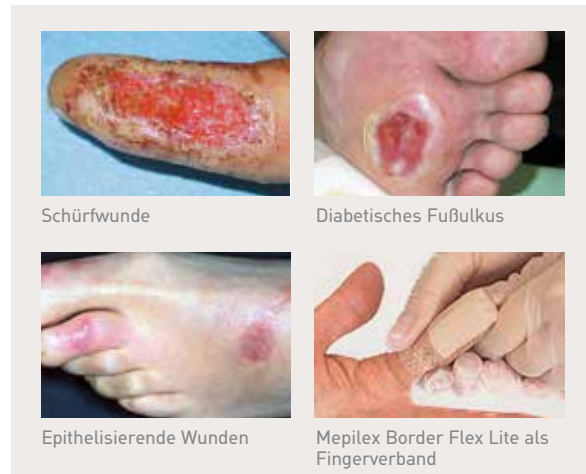 Schürfwunde
Diabetisches Fußulkus
Epithelisierende Wunden
Mepilex Border Flex Lite als
Fingerverband